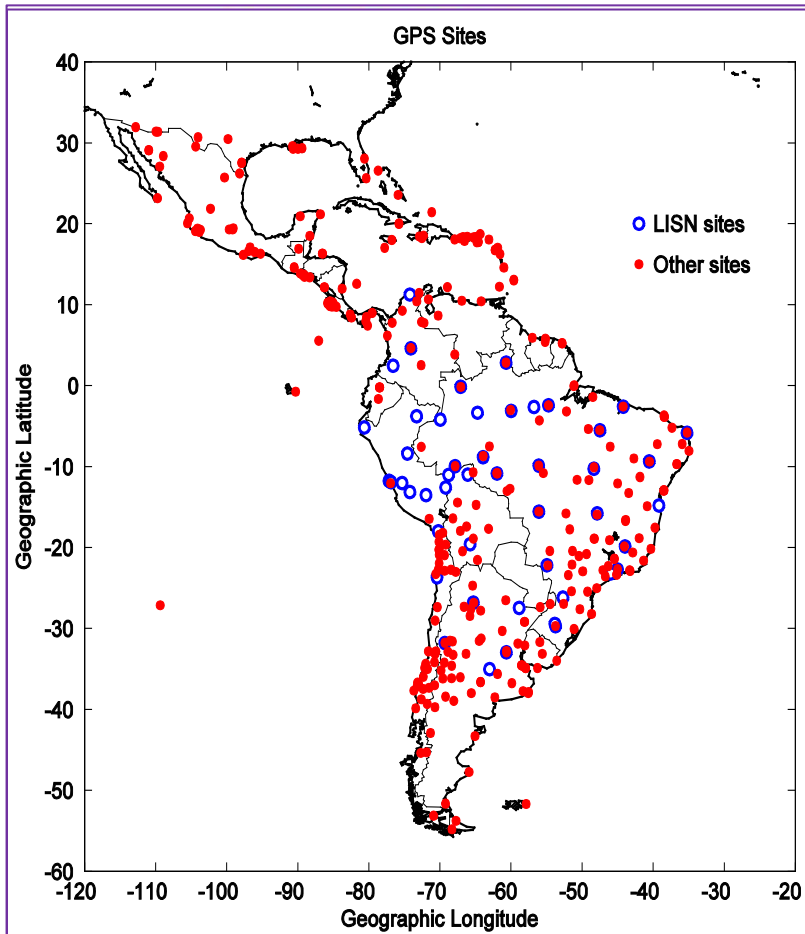 GPS Sites
40
30
20
10
0
-10
-20
-30
-40
-50
-60
Geographic Latitude
LISN sites
Other sites
-120 -110 -100 -90 -80 -70 -60 -50 -40 -30 -20
Geographic Longitude